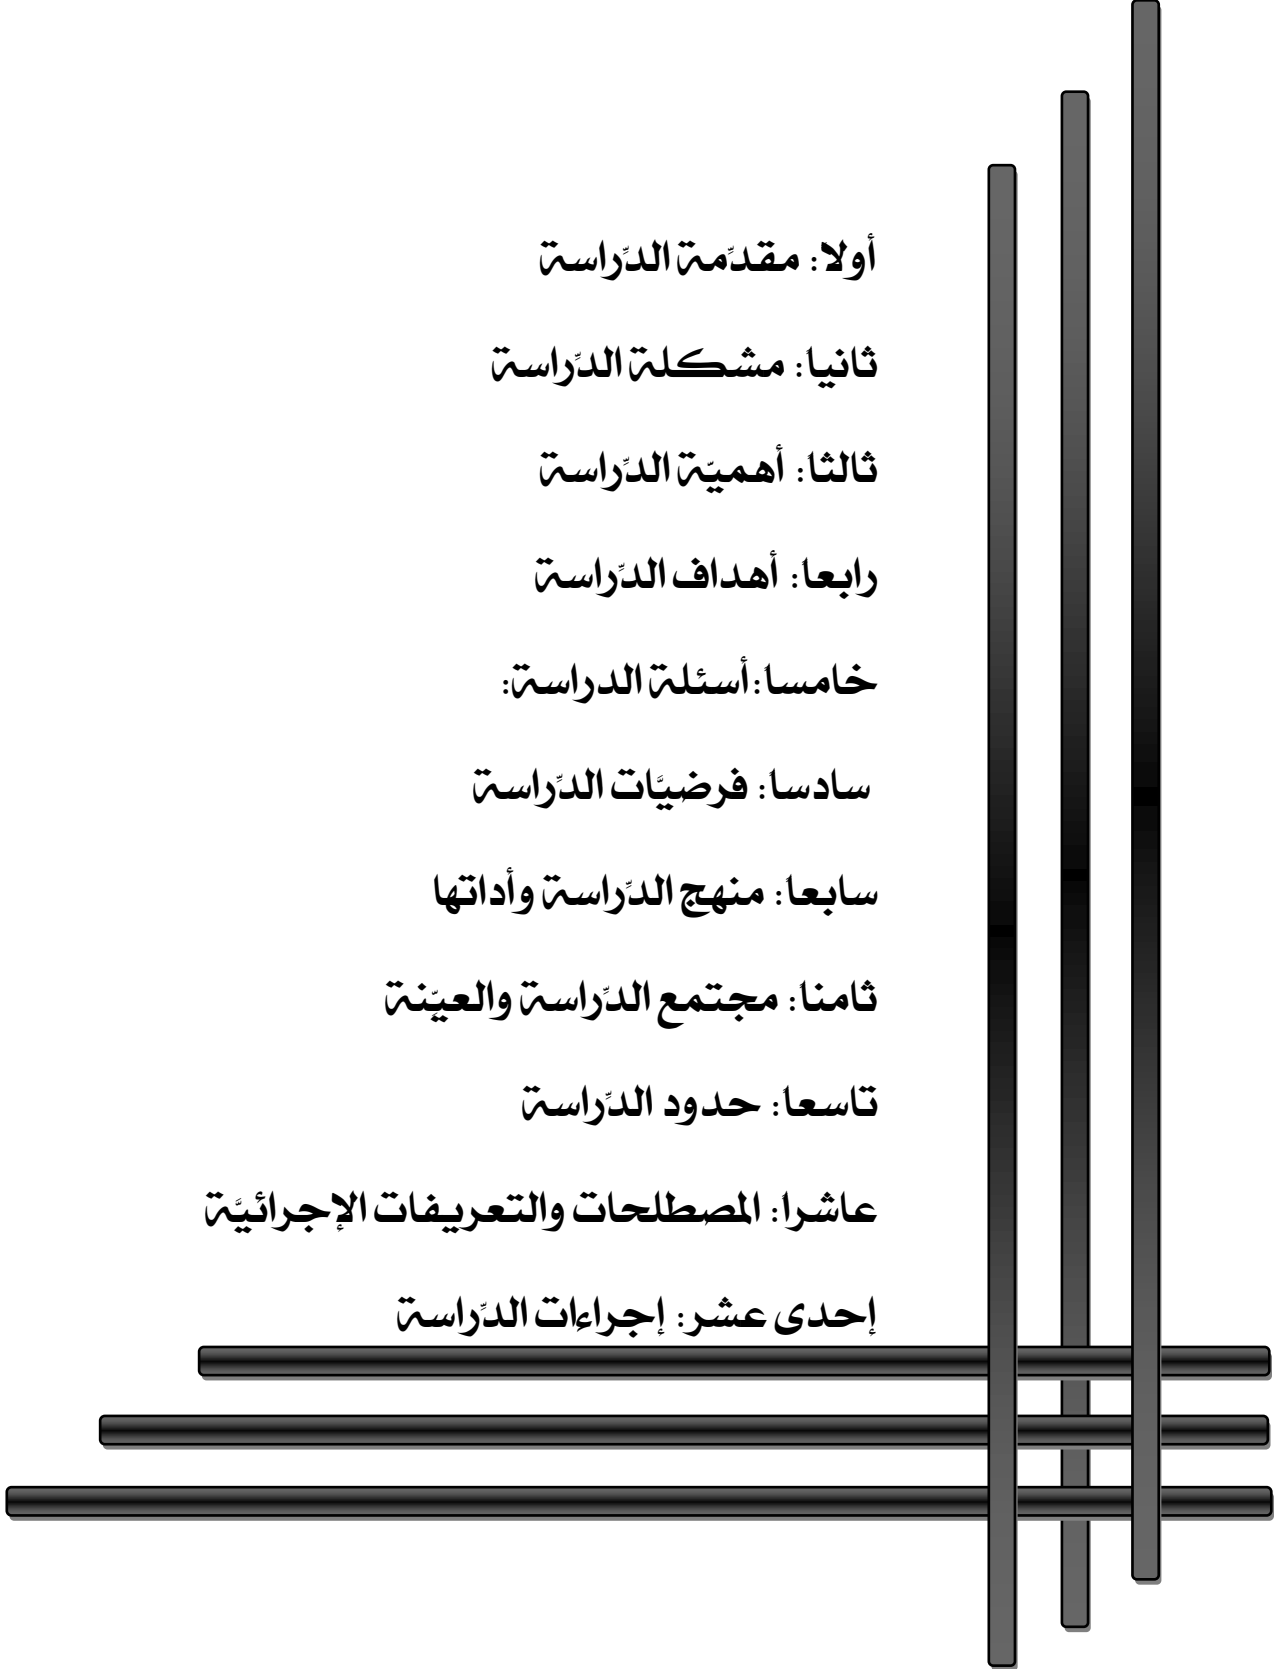 أولا: مقدِّمة الدِّراسة
ثانيا: مشكلة الدِّراسة
ثالثا: أهميّة الدِّراسة
رابعا: أهداف الدِّراسة
خامسا:أسئلة الدراسة:
سادسا: فرضيَّات الدِّراسة
سابعا: منهج الدِّراسة وأداتها
ثامنا: مجتمع الدِّراسة والعيّنة
تاسعا: حدود الدِّراسة
عاشرا: المصطلحات والتعريفات الإجرائيَّة
إحدى عشر: إجراءات الدِّراسة